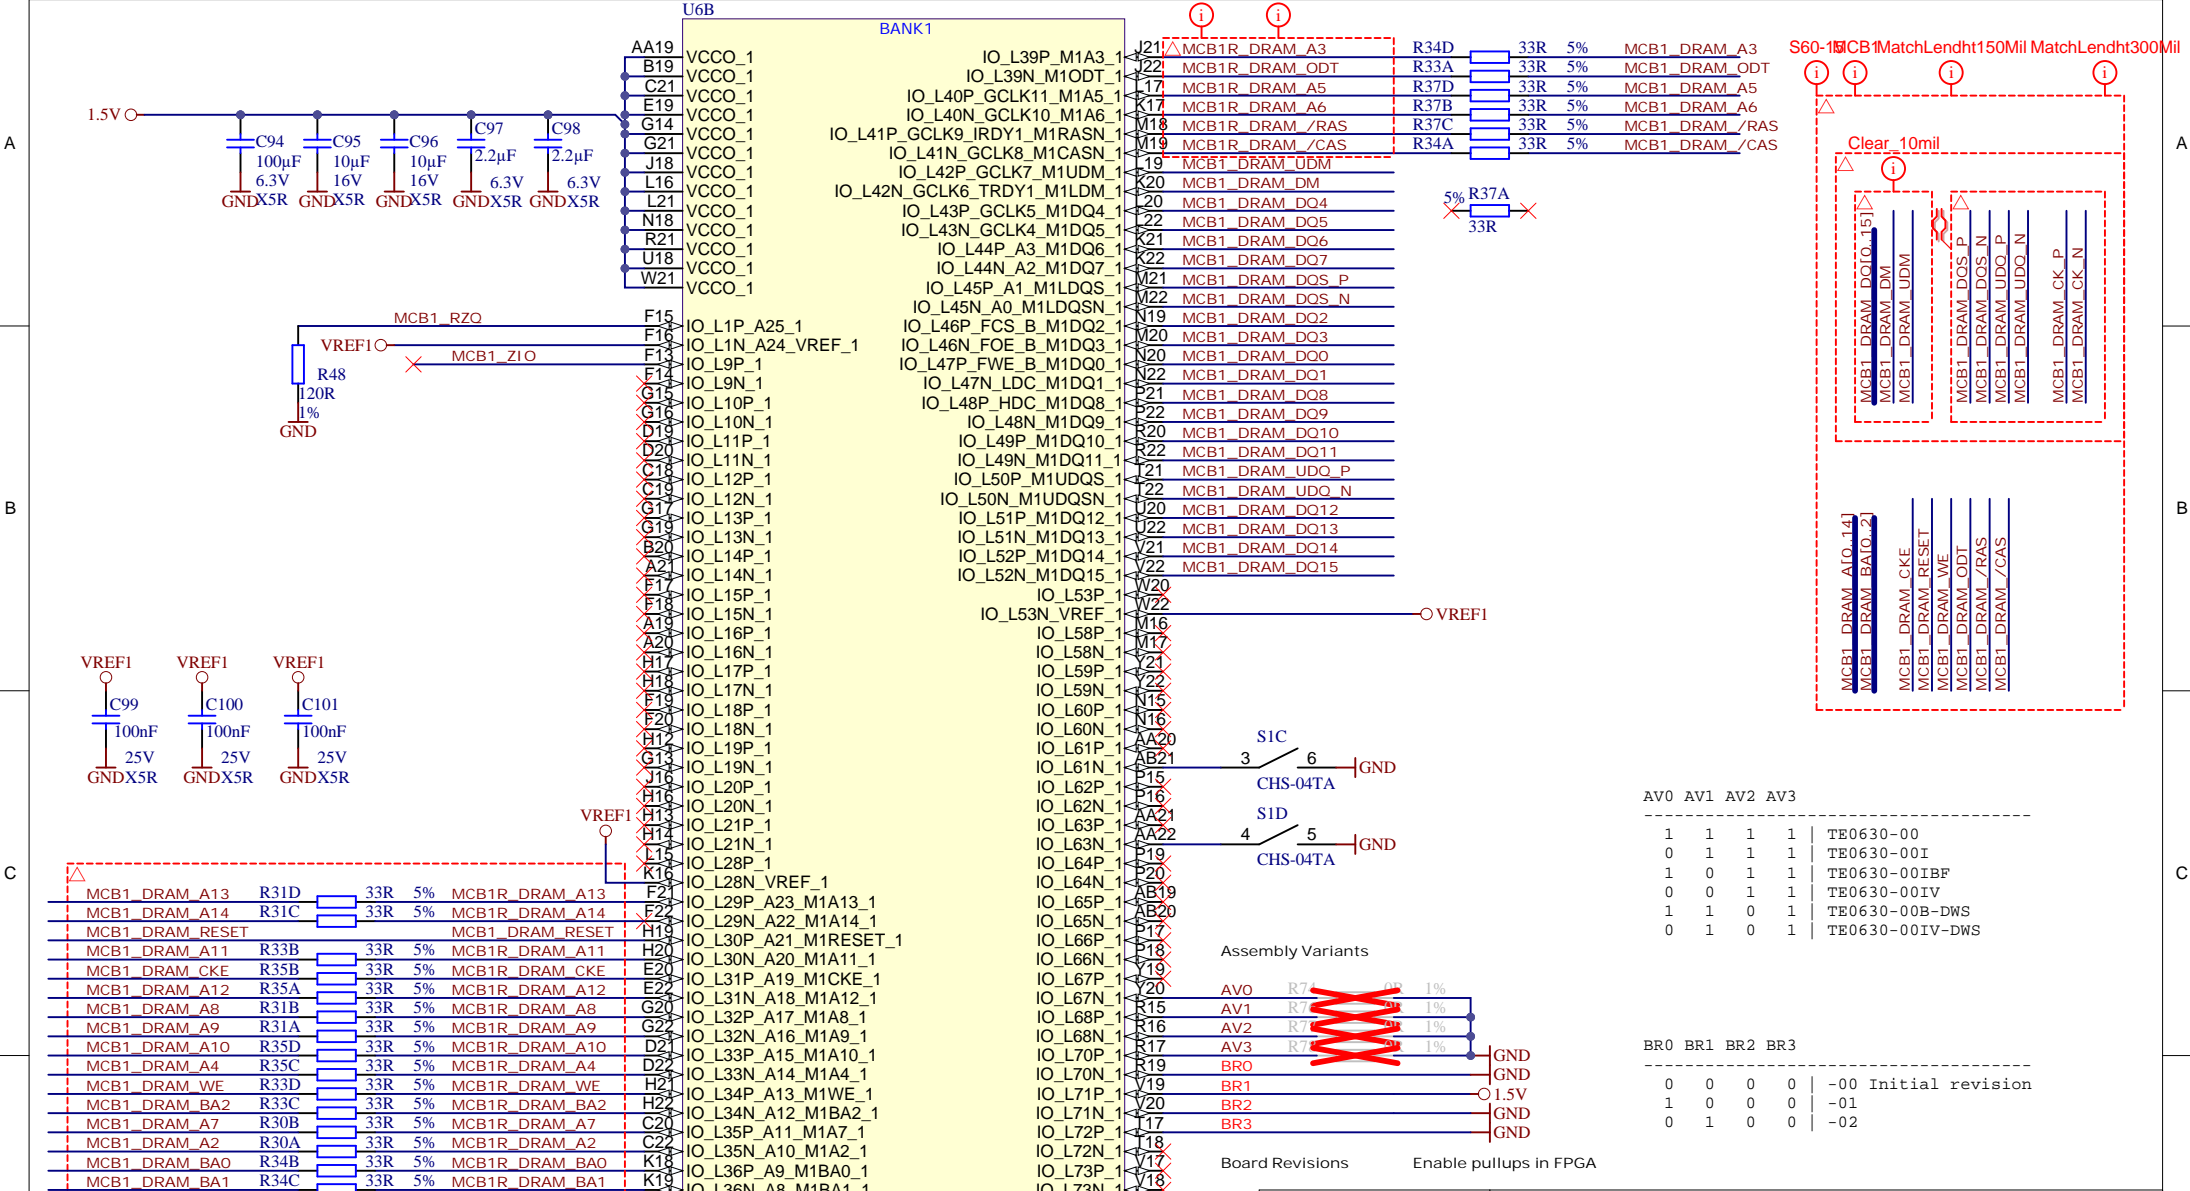 U6B
BANK1
1.5V
C94 100µF 6.3V X5R GND
C95 10µF 16V X5R GND
C96 10µF 16V X5R GND
C97 2.2µF 6.3V X5R GND
C98 2.2µF 6.3V X5R GND
AA19 VCCO_1
B19 VCCO_1
C21 VCCO_1
E19 VCCO_1
G14 VCCO_1
G21 VCCO_1
J18 VCCO_1
L16 VCCO_1
L21 VCCO_1
N18 VCCO_1
R21 VCCO_1
U18 VCCO_1
W21 VCCO_1
MCB1_RZQ F15 IO_L1P_A25_1
VREF1 F16 IO_L1N_A24_VREF_1
MCB1_ZIO F13 IO_L9P_1
R48
120R
1%
GND
F14 IO_L9N_1
G15 IO_L10P_1
G16 IO_L10N_1
D19 IO_L11P_1
D20 IO_L11N_1
C18 IO_L12P_1
C19 IO_L12N_1
G17 IO_L13P_1
G19 IO_L13N_1
B20 IO_L14P_1
A21 IO_L14N_1
F17 IO_L15P_1
F18 IO_L15N_1
A19 IO_L16P_1
A20 IO_L16N_1
H17 IO_L17P_1
H18 IO_L17N_1
F19 IO_L18P_1
F20 IO_L18N_1
H12 IO_L19P_1
G13 IO_L19N_1
J16 IO_L20P_1
H16 IO_L20N_1
H13 IO_L21P_1
H14 IO_L21N_1
L15 IO_L28P_1
VREF1 K16 IO_L28N_VREF_1
VREF1 C99 100nF 25V GND X5R
VREF1 C100 100nF 25V GND X5R
VREF1 C101 100nF 25V GND X5R
MCB1_DRAM_A13 R31D 33R 5% MCB1R_DRAM_A13 F21 IO_L29P_A23_M1A13_1
MCB1_DRAM_A14 R31C 33R 5% MCB1R_DRAM_A14 F22 IO_L29N_A22_M1A14_1
MCB1_DRAM_RESET MCB1_DRAM_RESET H19 IO_L30P_A21_M1RESET_1
MCB1_DRAM_A11 R33B 33R 5% MCB1R_DRAM_A11 H20 IO_L30N_A20_M1A11_1
MCB1_DRAM_CKE R35B 33R 5% MCB1R_DRAM_CKE E20 IO_L31P_A19_M1CKE_1
MCB1_DRAM_A12 R35A 33R 5% MCB1R_DRAM_A12 E22 IO_L31N_A18_M1A12_1
MCB1_DRAM_A8 R31B 33R 5% MCB1R_DRAM_A8 G20 IO_L32P_A17_M1A8_1
MCB1_DRAM_A9 R31A 33R 5% MCB1R_DRAM_A9 G22 IO_L32N_A16_M1A9_1
MCB1_DRAM_A10 R35D 33R 5% MCB1R_DRAM_A10 D21 IO_L33P_A15_M1A10_1
MCB1_DRAM_A4 R35C 33R 5% MCB1R_DRAM_A4 D22 IO_L33N_A14_M1A4_1
MCB1_DRAM_WE R33D 33R 5% MCB1R_DRAM_WE H21 IO_L34P_A13_M1WE_1
MCB1_DRAM_BA2 R33C 33R 5% MCB1R_DRAM_BA2 H22 IO_L34N_A12_M1BA2_1
MCB1_DRAM_A7 R30B 33R 5% MCB1R_DRAM_A7 C20 IO_L35P_A11_M1A7_1
MCB1_DRAM_A2 R30A 33R 5% MCB1R_DRAM_A2 C22 IO_L35N_A10_M1A2_1
MCB1_DRAM_BA0 R34B 33R 5% MCB1R_DRAM_BA0 K18 IO_L36P_A9_M1BA0_1
MCB1_DRAM_BA1 R34C 33R 5% MCB1R_DRAM_BA1 K19 IO_L36N_A8_M1BA1_1
IO_L39P_M1A3_1 J21 MCB1R_DRAM_A3 R34D 33R 5% MCB1_DRAM_A3
IO_L39N_M1ODT_1 J22 MCB1R_DRAM_ODT R33A 33R 5% MCB1_DRAM_ODT
IO_L40P_GCLK11_M1A5_1 L17 MCB1R_DRAM_A5 R37D 33R 5% MCB1_DRAM_A5
IO_L40N_GCLK10_M1A6_1 K17 MCB1R_DRAM_A6 R37B 33R 5% MCB1_DRAM_A6
IO_L41P_GCLK9_IRDY1_M1RASN_1 M18 MCB1R_DRAM_/RAS R37C 33R 5% MCB1_DRAM_/RAS
IO_L41N_GCLK8_M1CASN_1 M19 MCB1R_DRAM_/CAS R34A 33R 5% MCB1_DRAM_/CAS
IO_L42P_GCLK7_M1UDM_1 L19 MCB1_DRAM_UDM
IO_L42N_GCLK6_TRDY1_M1LDM_1 K20 MCB1_DRAM_DM
IO_L43P_GCLK5_M1DQ4_1 L20 MCB1_DRAM_DQ4
IO_L43N_GCLK4_M1DQ5_1 L22 MCB1_DRAM_DQ5
IO_L44P_A3_M1DQ6_1 K21 MCB1_DRAM_DQ6
IO_L44N_A2_M1DQ7_1 K22 MCB1_DRAM_DQ7
IO_L45P_A1_M1LDQS_1 M21 MCB1_DRAM_DQS_P
IO_L45N_A0_M1LDQSN_1 M22 MCB1_DRAM_DQS_N
IO_L46P_FCS_B_M1DQ2_1 N19 MCB1_DRAM_DQ2
IO_L46N_FOE_B_M1DQ3_1 M20 MCB1_DRAM_DQ3
IO_L47P_FWE_B_M1DQ0_1 N20 MCB1_DRAM_DQ0
IO_L47N_LDC_M1DQ1_1 N22 MCB1_DRAM_DQ1
IO_L48P_HDC_M1DQ8_1 P21 MCB1_DRAM_DQ8
IO_L48N_M1DQ9_1 P22 MCB1_DRAM_DQ9
IO_L49P_M1DQ10_1 R20 MCB1_DRAM_DQ10
IO_L49N_M1DQ11_1 R22 MCB1_DRAM_DQ11
IO_L50P_M1UDQS_1 T21 MCB1_DRAM_UDQ_P
IO_L50N_M1UDQSN_1 T22 MCB1_DRAM_UDQ_N
IO_L51P_M1DQ12_1 U20 MCB1_DRAM_DQ12
IO_L51N_M1DQ13_1 U22 MCB1_DRAM_DQ13
IO_L52P_M1DQ14_1 V21 MCB1_DRAM_DQ14
IO_L52N_M1DQ15_1 V22 MCB1_DRAM_DQ15
IO_L53P_1 W20
IO_L53N_VREF_1 W22 VREF1
IO_L58P_1 M16
IO_L58N_1 M17
IO_L59P_1 Y21
IO_L59N_1 Y22
IO_L60P_1 N15
IO_L60N_1 N16
IO_L61P_1 AA20
IO_L61N_1 AB21
IO_L62P_1 P15
IO_L62N_1 P16
IO_L63P_1 AA21
IO_L63N_1 AA22
IO_L64P_1 P19
IO_L64N_1 P20
IO_L65P_1 AB19
IO_L65N_1 AB20
IO_L66P_1 P17
IO_L66N_1 P18
IO_L67P_1 Y19
IO_L67N_1 Y20 AV0 0R 1%
IO_L68P_1 R15 AV1 1%
IO_L68N_1 R16 AV2 1%
IO_L70P_1 R17 AV3 1% GND
IO_L70N_1 R19 BR0 GND
IO_L71P_1 V19 BR1 1.5V
IO_L71N_1 V20 BR2 GND
IO_L72P_1 T17 BR3 GND
IO_L72N_1 T18
IO_L73P_1 V17
IO_L73N_1 V18
5% R37A
33R
S1C
3 6 GND
CHS-04TA
S1D
4 5 GND
CHS-04TA
Assembly Variants
Board Revisions Enable pullups in FPGA
S60-15 MCB1 MatchLendht150Mil MatchLendht300Mil
Clear_10mil
MCB1_DRAM_DQ[0..15]
MCB1_DRAM_DM
MCB1_DRAM_UDM
MCB1_DRAM_DQS_P
MCB1_DRAM_DQS_N
MCB1_DRAM_UDQ_P
MCB1_DRAM_UDQ_N
MCB1_DRAM_CK_P
MCB1_DRAM_CK_N
MCB1_DRAM_A[0..14]
MCB1_DRAM_BA[0..2]
MCB1_DRAM_CKE
MCB1_DRAM_RESET
MCB1_DRAM_WE
MCB1_DRAM_ODT
MCB1_DRAM_/RAS
MCB1_DRAM_/CAS
AV0 AV1 AV2 AV3
1 1 1 1 | TE0630-00
0 1 1 1 | TE0630-00I
1 0 1 1 | TE0630-00IBF
0 0 1 1 | TE0630-00IV
1 1 0 1 | TE0630-00B-DWS
0 1 0 1 | TE0630-00IV-DWS
BR0 BR1 BR2 BR3
0 0 0 0 | -00 Initial revision
1 0 0 0 | -01
0 1 0 0 | -02
A A
B B
C C